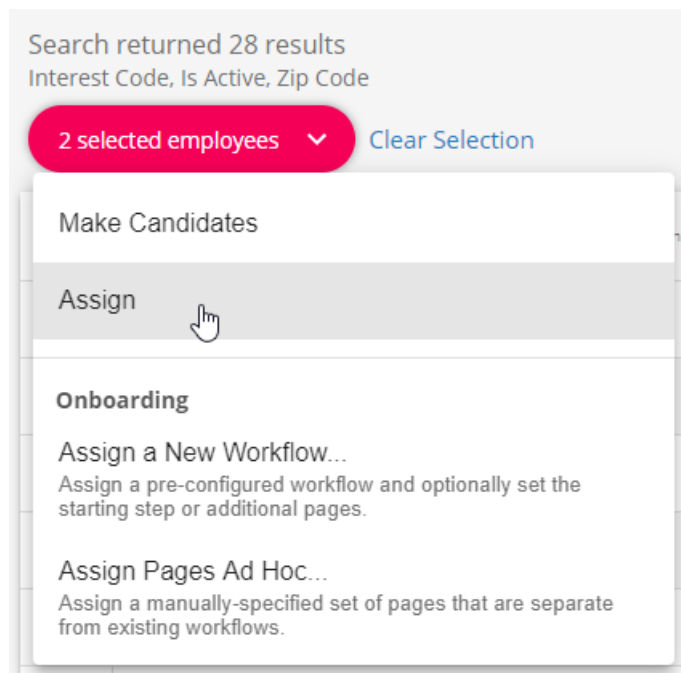 Search returned 28 results
Interest Code, Is Active, Zip Code
2 selected employees
Clear Selection
Make Candidates
Assign
Onboarding
Assign a New Workflow...
Assign a pre-configured workflow and optionally set the
starting step or additional pages.
Assign Pages Ad Hoc...
Assign a manually-specified set of pages that are separate
from existing workflows.